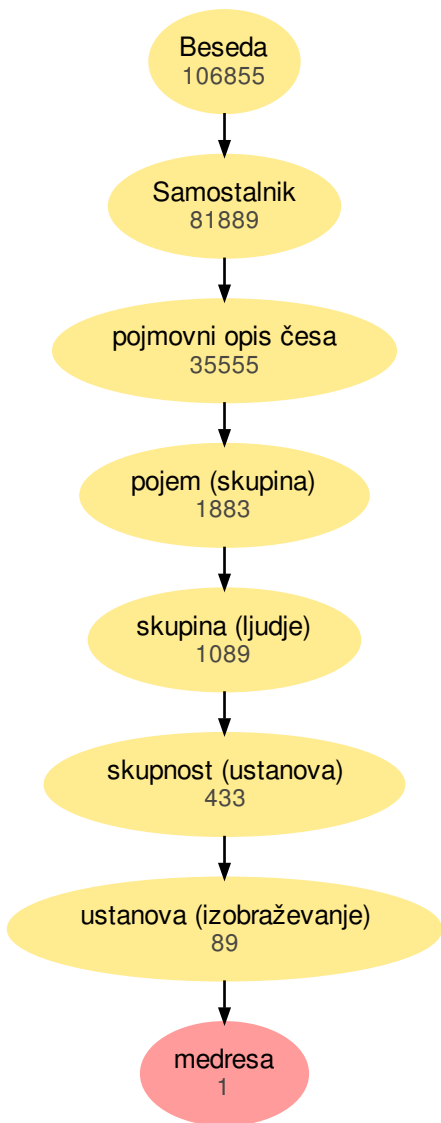 Beseda
106855
Samostalnik
81889
pojmovni opis česa
35555
pojem (skupina)
1883
skupina (ljudje)
1089
skupnost (ustanova)
433
ustanova (izobraževanje)
89
medresa
1